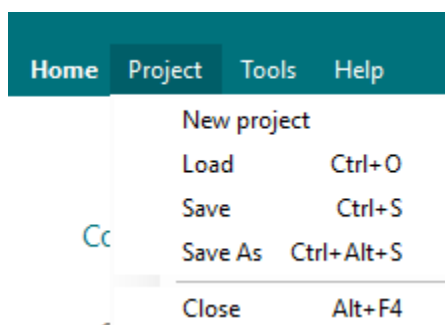 Home Project Tools Help
New project
Load Ctrl+O
Save Ctrl+S
Save As Ctrl+Alt+S
Close Alt+F4